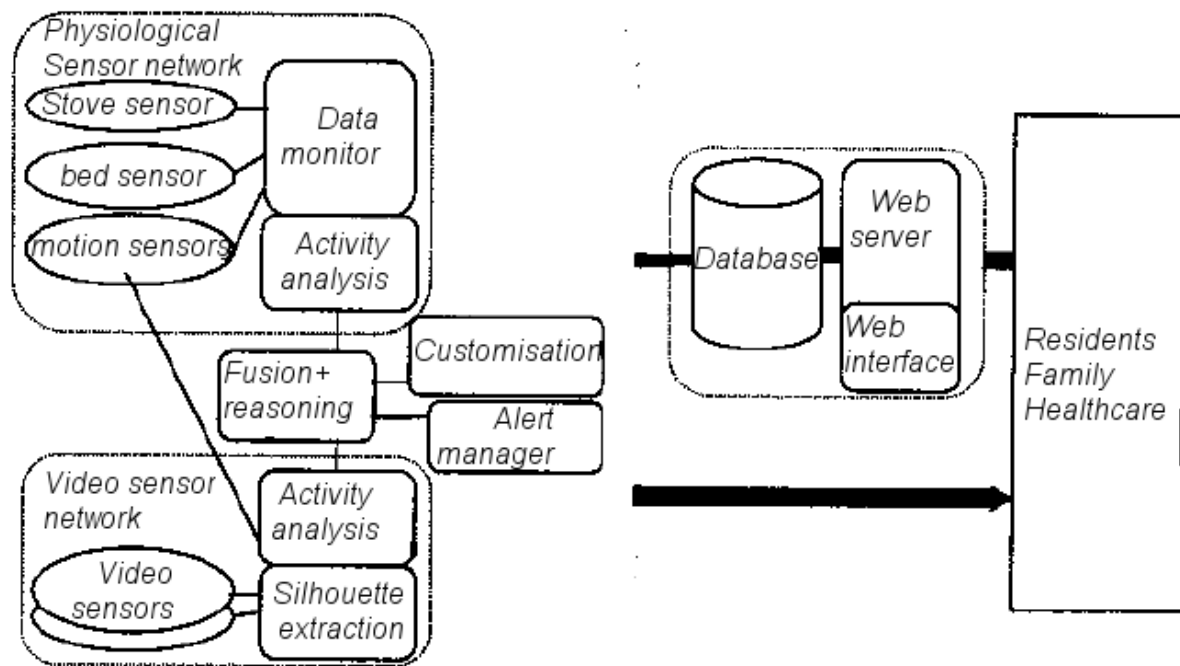 Physiological
Sensor network
Stove sensor
bed sensor
motion sensors
Data
monitor
Activity
analysis
Fusion+
reasoning
Customisation
Alert
manager
Video sensor
network
Video
sensors
Activity
analysis
Silhouette
extraction
Database
Web
server
Web
interface
Residents
Family
Healthcare